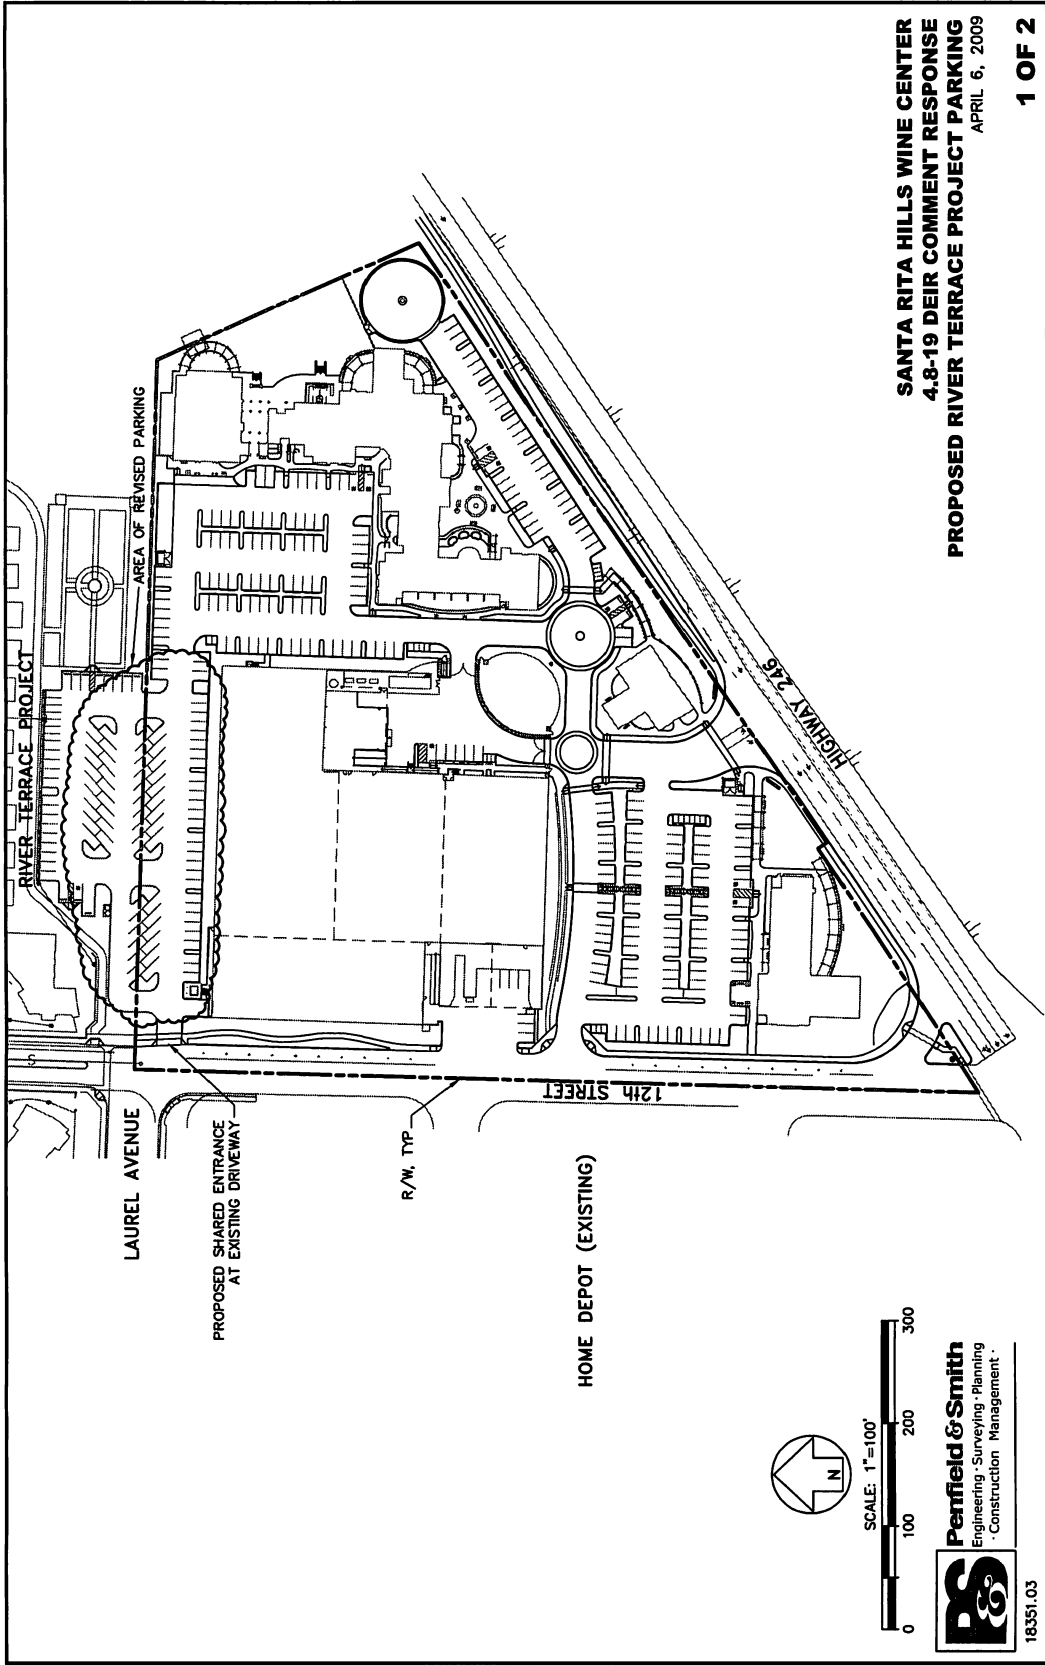 SANTA RITA HILLS WINE CENTER
4.8-19 DEIR COMMENT RESPONSE
PROPOSED RIVER TERRACE PROJECT PARKING
APRIL 6, 2009
1 OF 2
RIVER TERRACE PROJECT
AREA OF REVISED PARKING
S
LAUREL AVENUE
PROPOSED SHARED ENTRANCE
AT EXISTING DRIVEWAY
R/W, TYP
12th STREET
HIGHWAY 246
HOME DEPOT (EXISTING)
N
SCALE: 1"=100'
0 100 200 300
P&S
Penfield & Smith
Engineering · Surveying · Planning
· Construction Management ·
18351.03